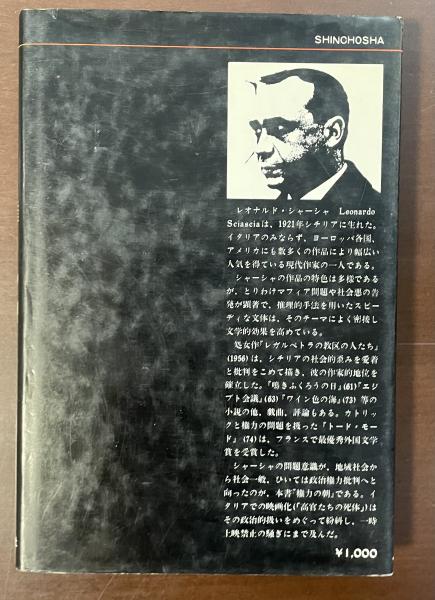 SHINCHOSHA
レオナルド・シャーシャ Leonardo
Sciasciaは、1921年シチリアに生れた。
イタリアのみならず、ヨーロッパ各国、
アメリカにも数多くの作品により幅広い
人気を得ている現代作家の一人である。
シャーシャの作品の特色は多様である
が、とりわけマフィア問題や社会悪の告
発が顕著で、推理的手法を用いたスピー
ディな文体は、そのテーマによく密接し
文学的効果を高めている。
処女作『レガルペトラの教区の人たち』
(1956)は、シチリアの社会的歪みを愛着
と批判をこめて描き、彼の作家的地位を
確立した。『鳴きふくろうの日』(61)『エジ
プト会議』(63)『ワイン色の海』(73) 等の
小説の他、戯曲、評論もある。カトリッ
クと権力の問題を扱った『トード・モー
ド』(74)は、フランスで最優秀外国文学
賞を受賞した。
シャーシャの問題意識が、地域社会か
ら社会一般、ひいては政治権力批判へと
向ったのが、本書『権力の朝』である。イ
タリアでの映画化(『高官たちの死体』)は
その政治的扱いをめぐって紛糾し、一時
上映禁止の騒ぎにまで及んだ。
¥1,000